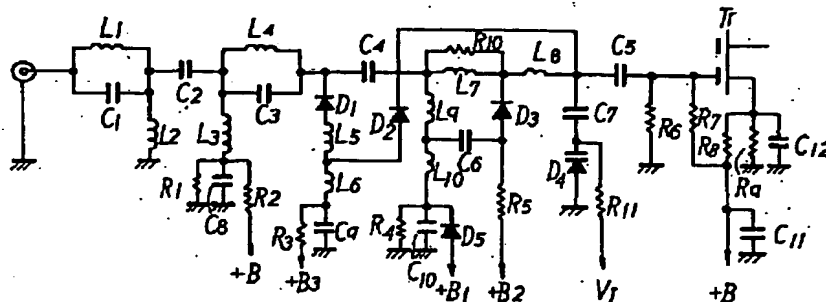 L1 L4 C4 R10 L8 C5 Tr
C1 C2 C3 L7
L2 L3 D1 D2 L9 D3 C7 R6 R7
L5 C6 D4 R8 C12
R1 R2 L6 L10 R5 R11 R9
C8 R3 C9 R4 D5 C11
C10
+B +B3 +B1 +B2 VT +B